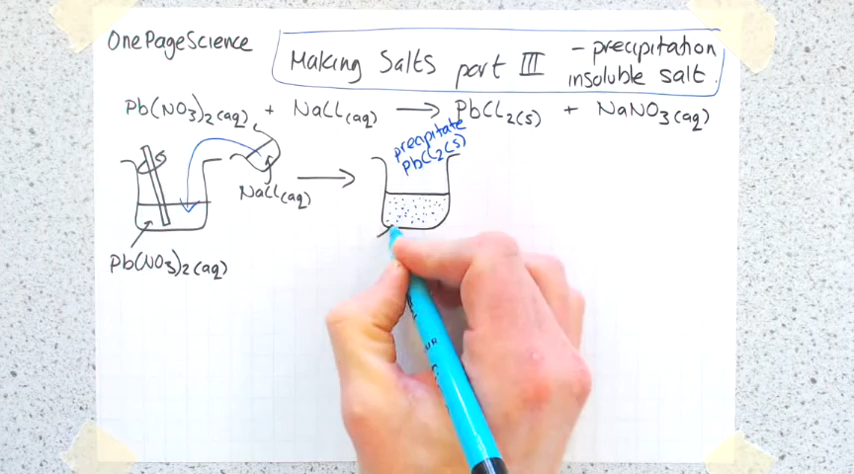 OnePageScience
Making Salts part III
- precipitation
insoluble salt.
Pb(NO3)2(aq) + NaCl(aq) → PbCl2(s) + NaNO3(aq)
precipitate
PbCl2(s)
NaCl(aq)
Pb(NO3)2(aq)